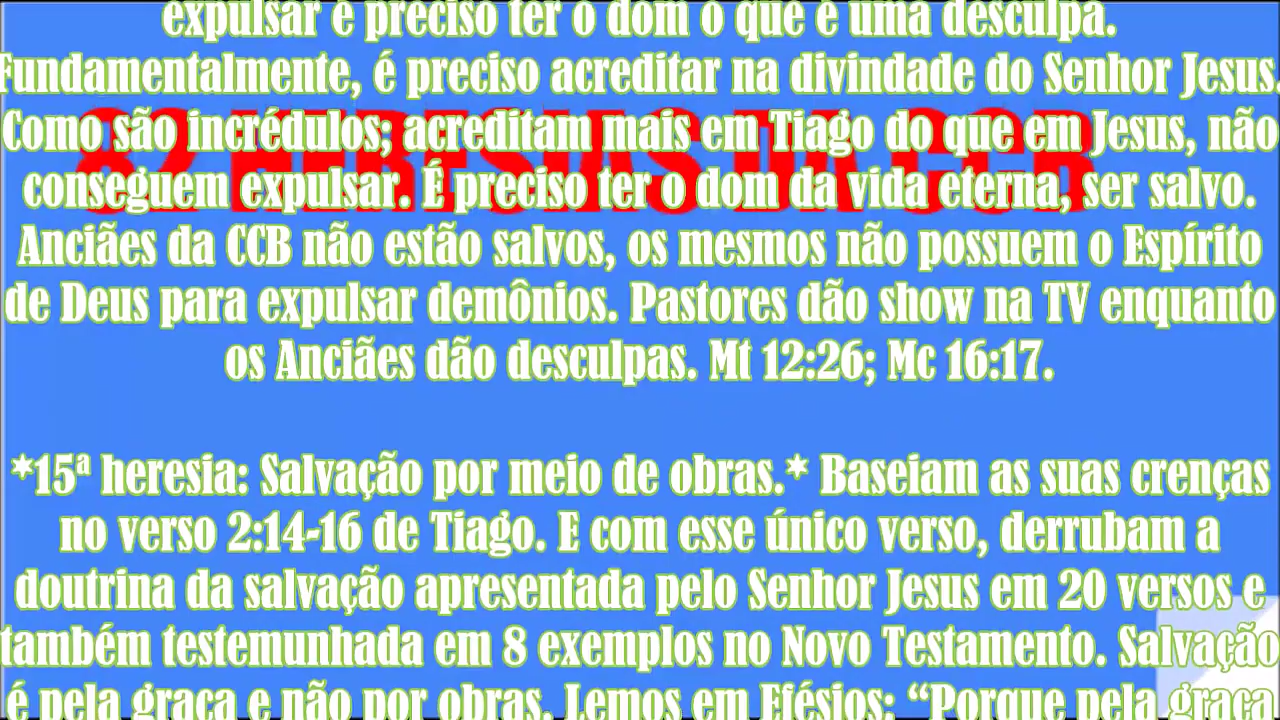 expulsar é preciso ter o dom o que é uma desculpa.
Fundamentalmente, é preciso acreditar na divindade do Senhor Jesus.
Como são incrédulos; acreditam mais em Tiago do que em Jesus, não
conseguem expulsar. É preciso ter o dom da vida eterna, ser salvo.
Anciães da CCB não estão salvos, os mesmos não possuem o Espírito
de Deus para expulsar demônios. Pastores dão show na TV enquanto
os Anciães dão desculpas. Mt 12:26; Mc 16:17.
*15ª heresia: Salvação por meio de obras.* Baseiam as suas crenças
no verso 2:14-16 de Tiago. E com esse único verso, derrubam a
doutrina da salvação apresentada pelo Senhor Jesus em 20 versos e
também testemunhada em 8 exemplos no Novo Testamento. Salvação
é pela graça e não por obras. Lemos em Efésios: “Porque pela graça
82 HERESIAS DA CCB